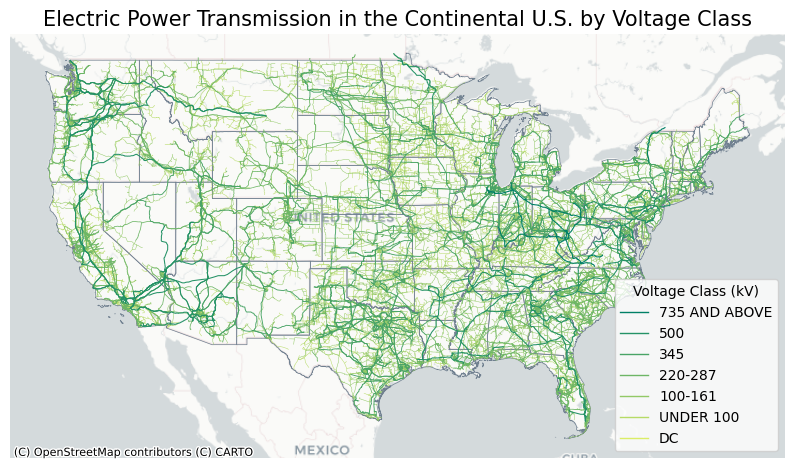 Electric Power Transmission in the Continental U.S. by Voltage Class
UNITED STATES
Voltage Class (kV)
735 AND ABOVE
500
345
220-287
100-161
UNDER 100
DC
(C) OpenStreetMap contributors (C) CARTO
MEXICO
CUBA